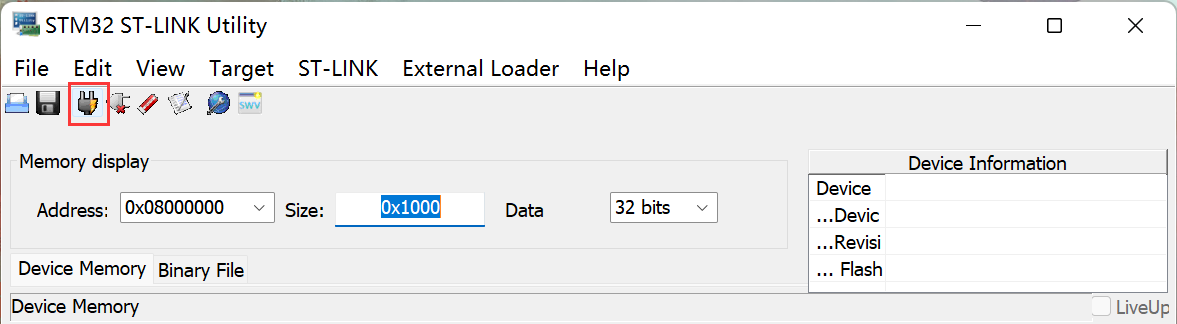 STM32 ST-LINK Utility
File Edit View Target ST-LINK External Loader Help
SWV
Memory display
Address: 0x08000000 Size: 0x1000 Data 32 bits
Device Information
Device
...Devic
...Revisi
... Flash
Device Memory Binary File
Device Memory
LiveUp